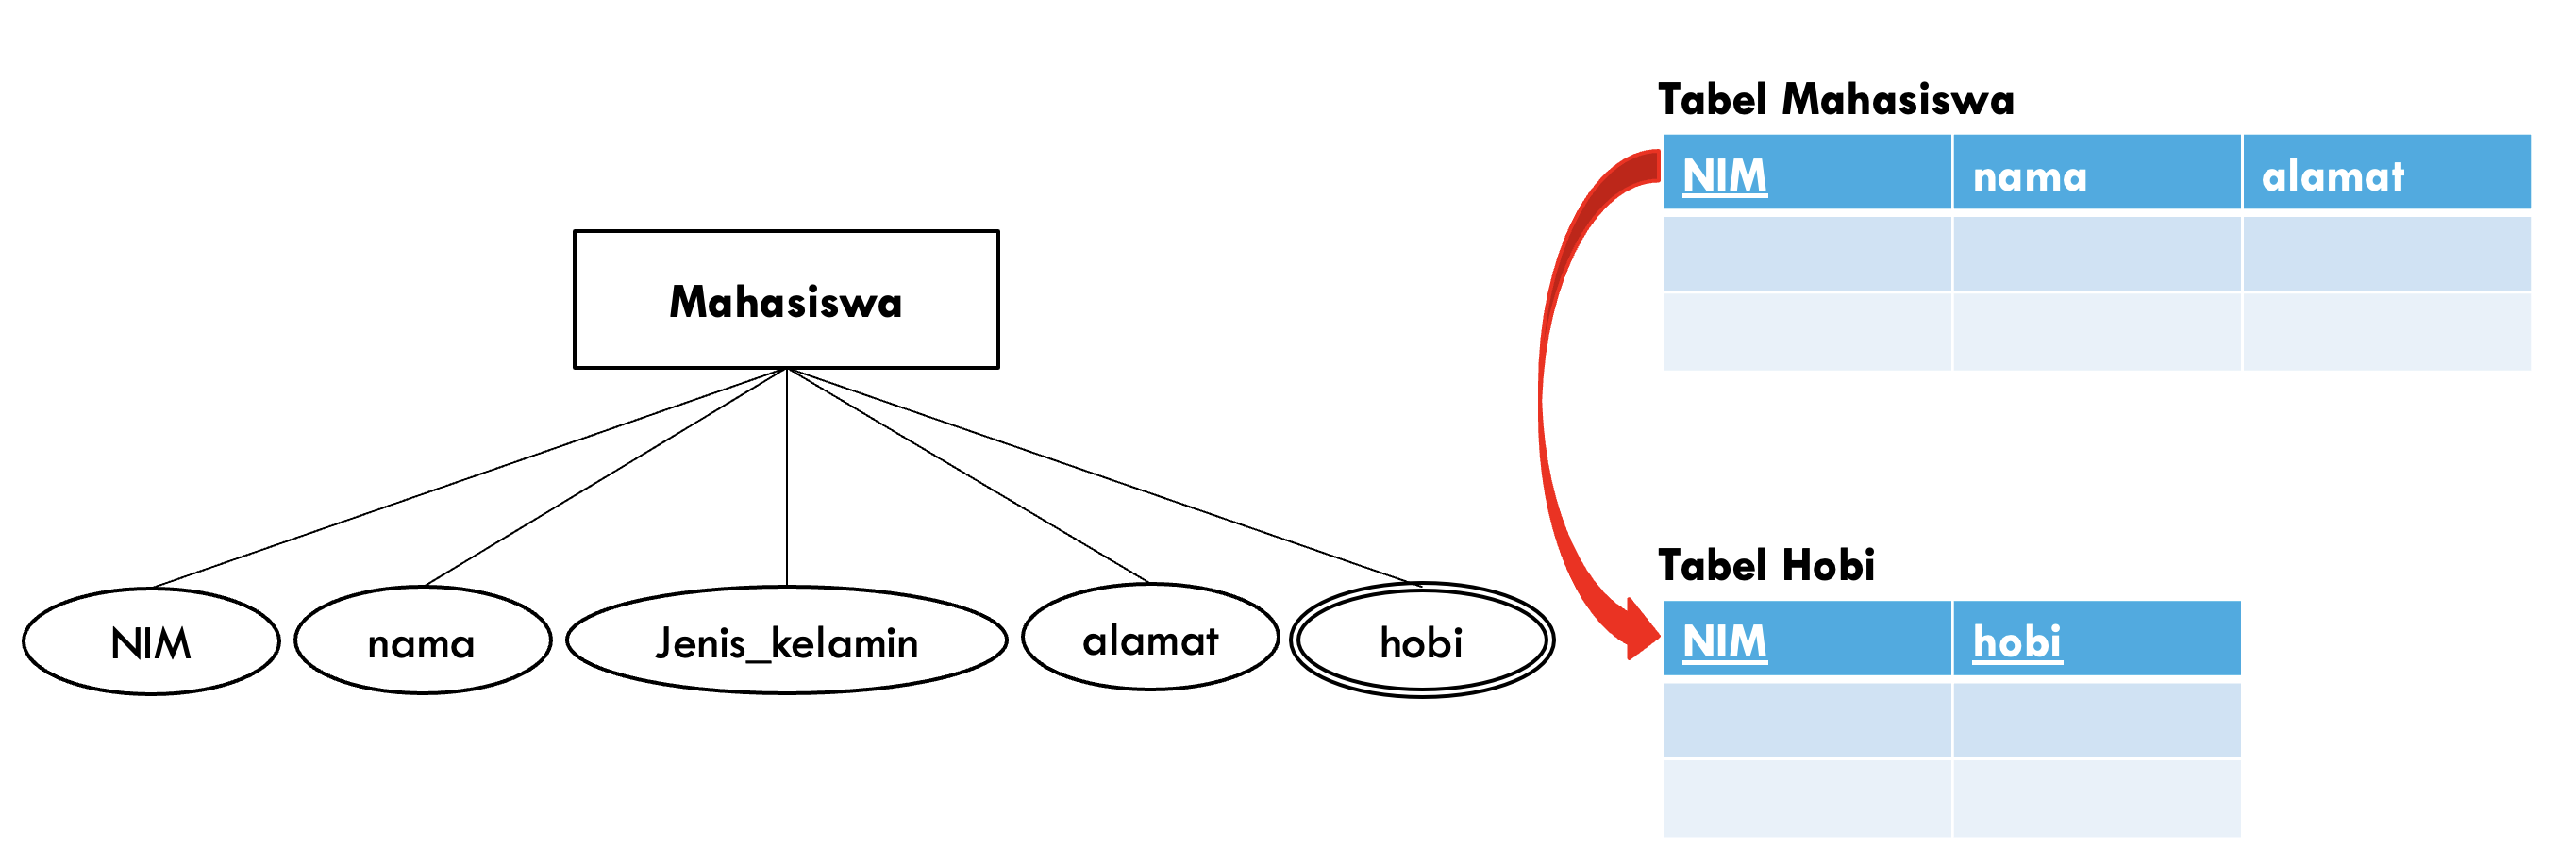 Mahasiswa
NIM
nama
Jenis_kelamin
alamat
hobi
Tabel Mahasiswa
NIM nama alamat
Tabel Hobi
NIM hobi